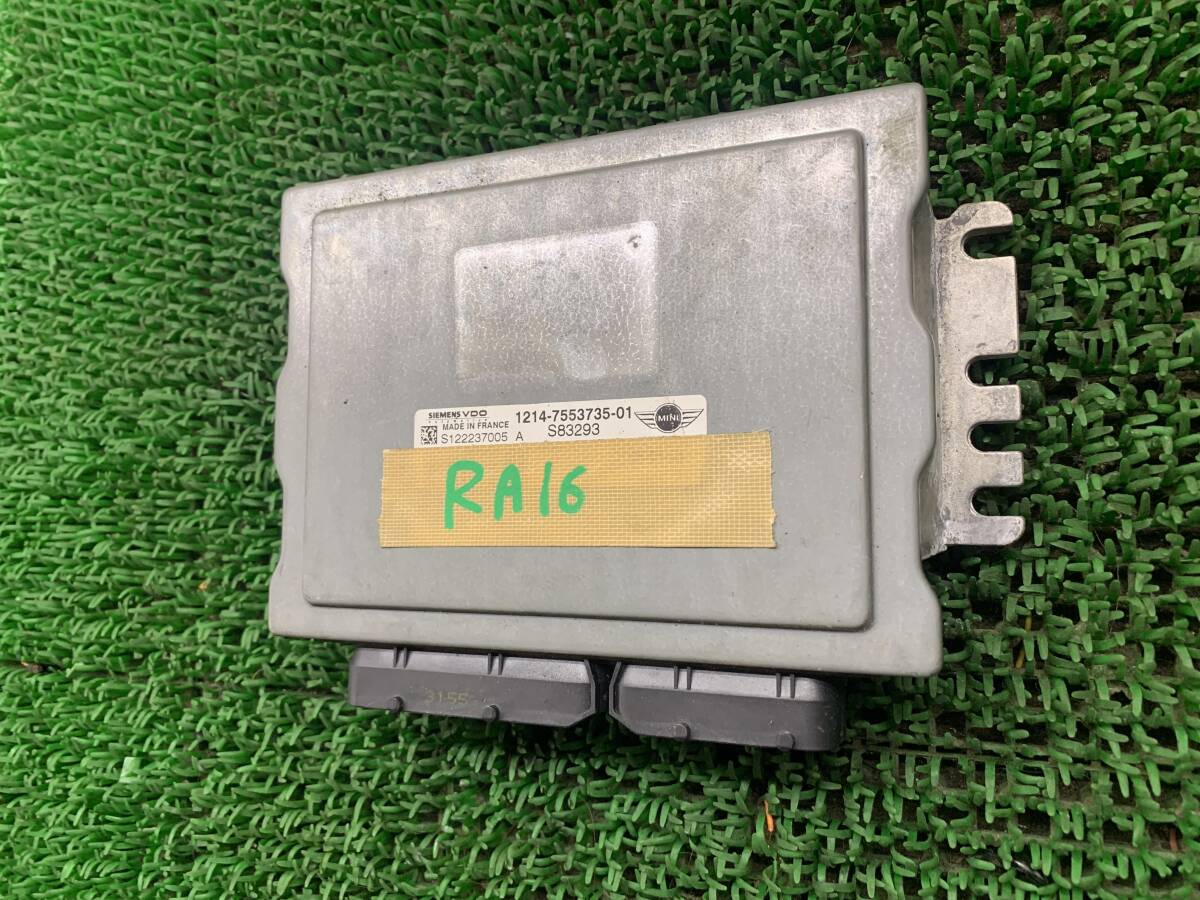 SIEMENS VDO
1214-7553735-01
MADE IN FRANCE
MINI
S122237005 A
S83293
RA16
3155